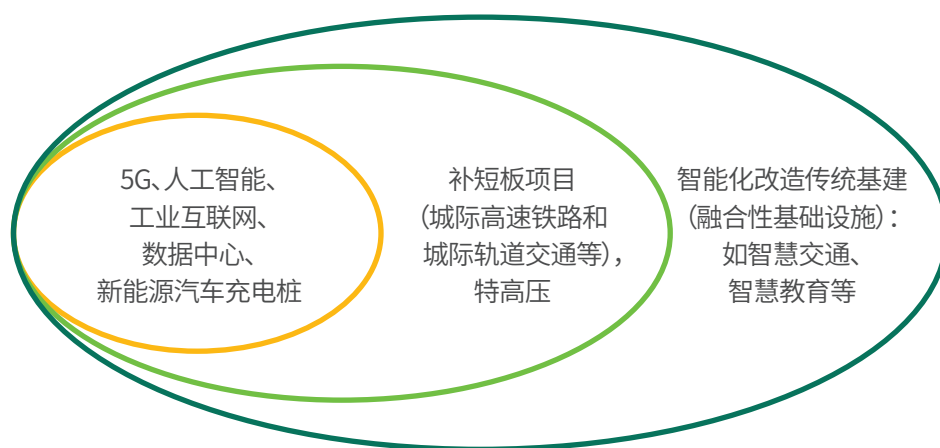 5G、人工智能、
工业互联网、
数据中心、
新能源汽车充电桩
补短板项目
（城际高速铁路和
城际轨道交通等），
特高压
智能化改造传统基建
（融合性基础设施）：
如智慧交通、
智慧教育等